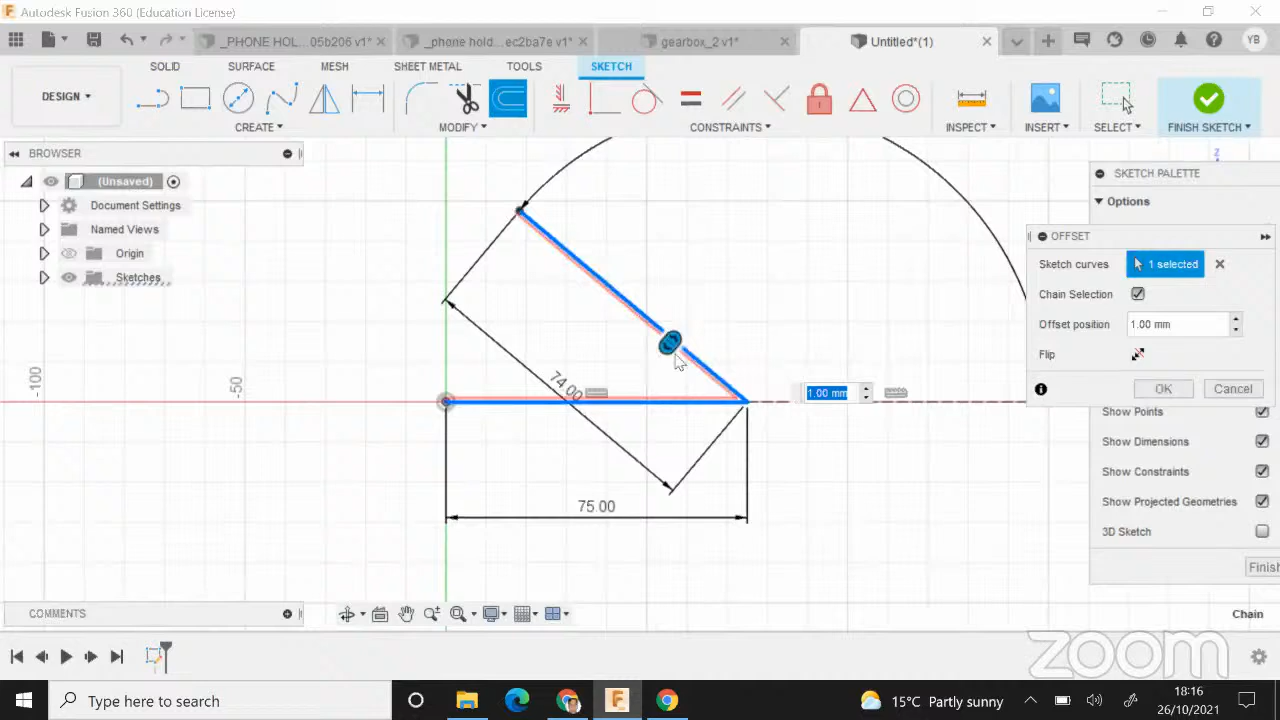 Autodesk Fusion 360 (Education License)
_PHONE HOL...05b206 v1*
_phone hold...ec2ba7e v1*
gearbox_2 v1*
Untitled*(1)
YB
SOLID
SURFACE
MESH
SHEET METAL
TOOLS
SKETCH
DESIGN
CREATE
MODIFY
CONSTRAINTS
INSPECT
INSERT
SELECT
FINISH SKETCH
BROWSER
(Unsaved)
Document Settings
Named Views
Origin
Sketches
Z
SKETCH PALETTE
Options
OFFSET
Sketch curves
1 selected
Chain Selection
Offset position
1.00 mm
Flip
OK
Cancel
Show Points
Show Dimensions
Show Constraints
Show Projected Geometries
3D Sketch
Finish
-100
-50
74.00
1.00 mm
75.00
COMMENTS
Chain
zoom
Type here to search
15°C Partly sunny
18:16
26/10/2021